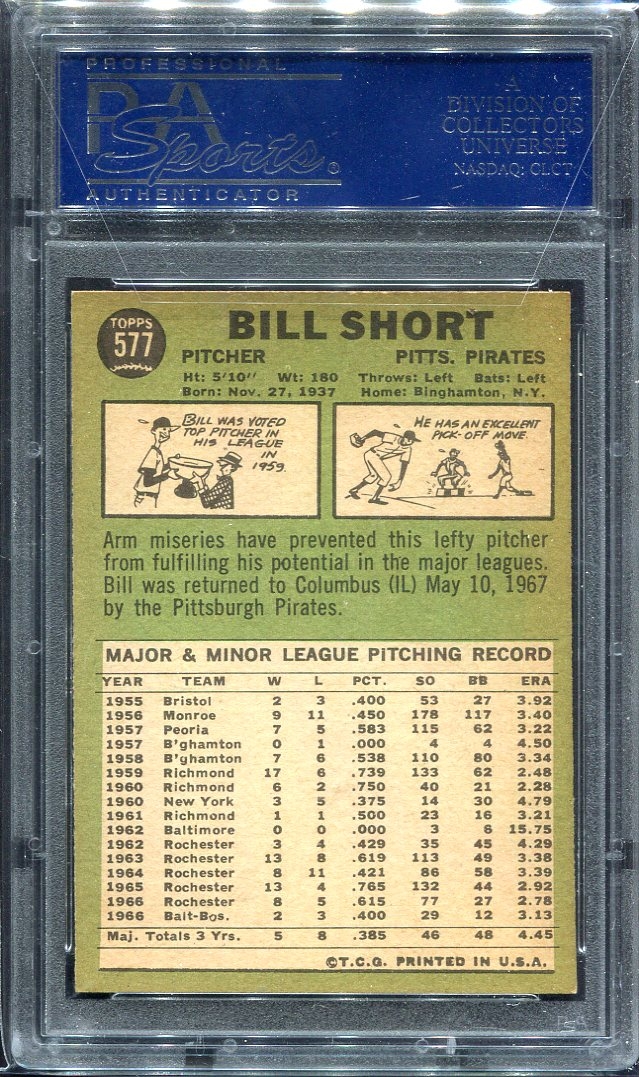 PROFESSIONAL
PSA
Sports®
AUTHENTICATOR
A
DIVISION OF
COLLECTORS
UNIVERSE
NASDAQ: CLCT
TOPPS
577
BILL SHORT
PITCHER PITTS. PIRATES
Ht: 5'10" Wt: 180 Throws: Left Bats: Left
Born: Nov. 27, 1937 Home: Binghamton, N.Y.
BILL WAS VOTED
TOP PITCHER IN
HIS LEAGUE
IN
1959.
HE HAS AN EXCELLENT
PICK-OFF MOVE.
Arm miseries have prevented this lefty pitcher
from fulfilling his potential in the major leagues.
Bill was returned to Columbus (IL) May 10, 1967
by the Pittsburgh Pirates.
MAJOR & MINOR LEAGUE PITCHING RECORD
YEAR TEAM W L PCT. SO BB ERA
1955 Bristol 2 3 .400 53 27 3.92
1956 Monroe 9 11 .450 178 117 3.40
1957 Peoria 7 5 .583 115 62 3.22
1957 B'ghamton 0 1 .000 4 4 4.50
1958 B'ghamton 7 6 .538 110 80 3.34
1959 Richmond 17 6 .739 133 62 2.48
1960 Richmond 6 2 .750 40 21 2.28
1960 New York 3 5 .375 14 30 4.79
1961 Richmond 1 1 .500 23 16 3.21
1962 Baltimore 0 0 .000 3 6 15.75
1962 Rochester 3 4 .429 35 45 4.29
1963 Rochester 13 8 .619 113 49 3.38
1964 Rochester 8 11 .421 86 58 3.39
1965 Rochester 13 4 .765 132 44 2.92
1966 Rochester 8 5 .615 77 27 2.78
1966 Balt-Bos. 2 3 .400 29 12 3.13
Maj. Totals 3 Yrs. 5 8 .385 46 48 4.45
©T.C.G. PRINTED IN U.S.A.